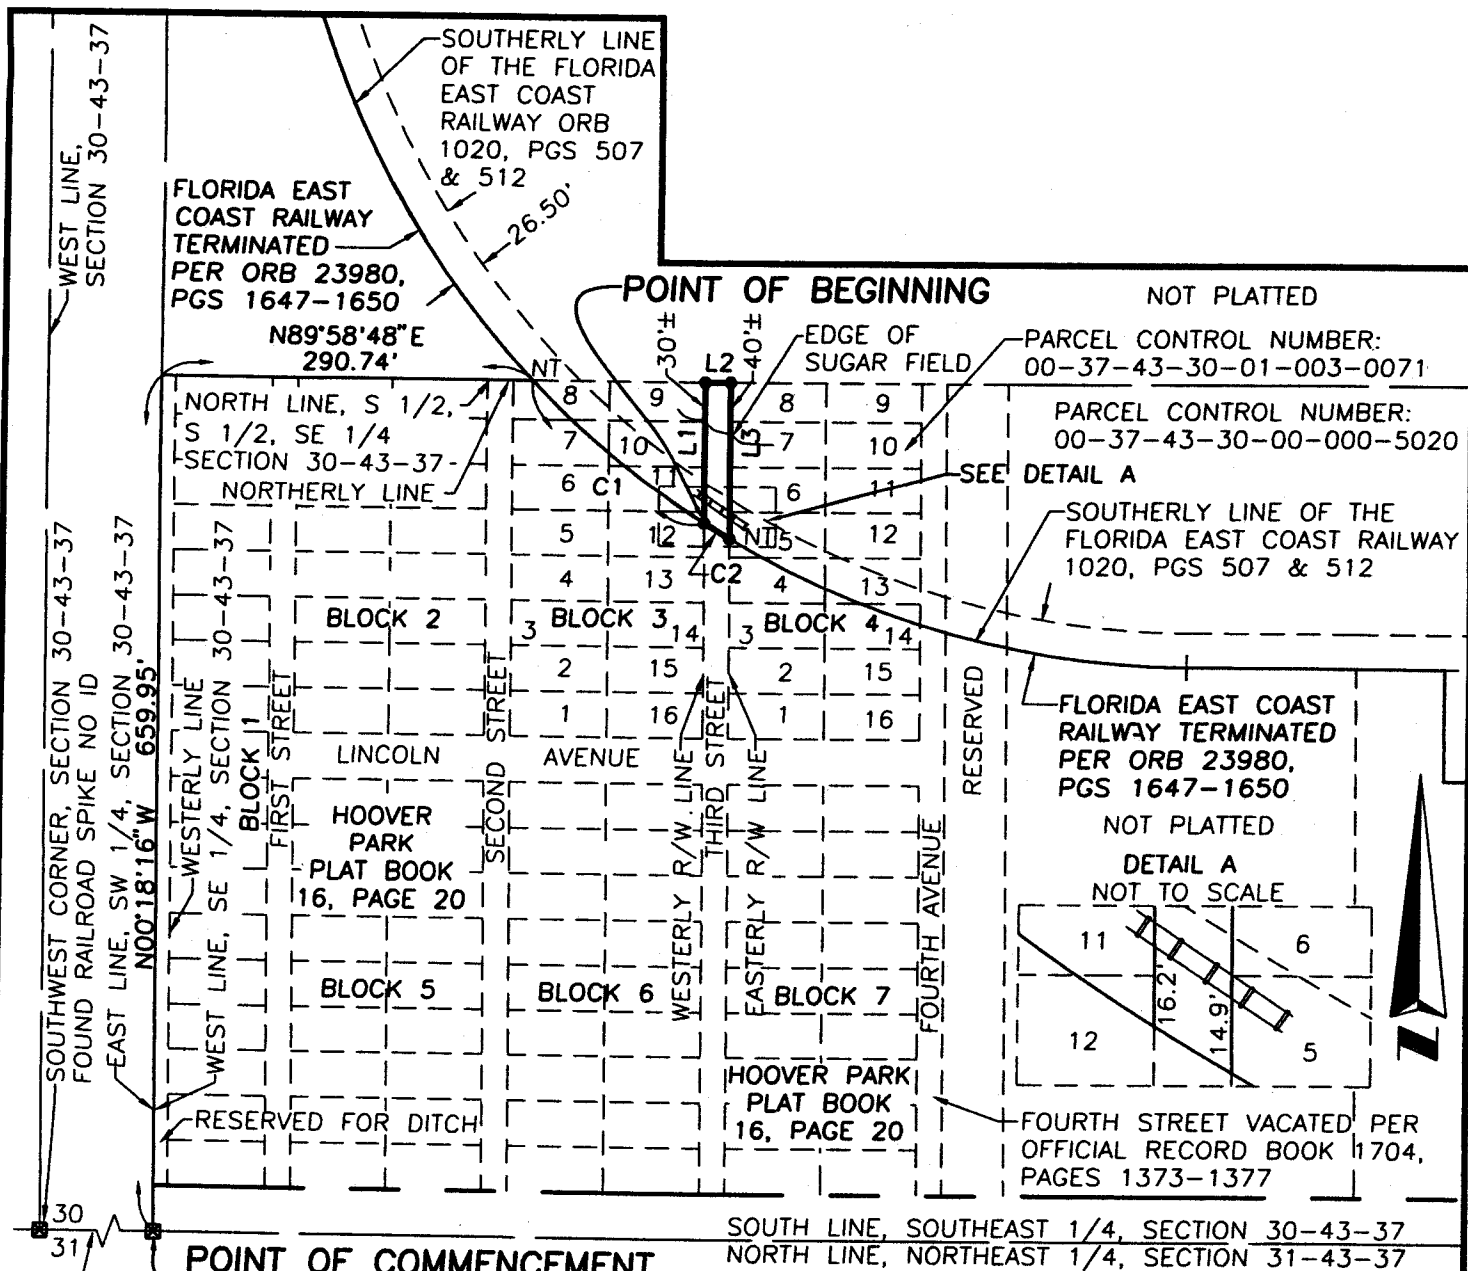 SOUTHERLY LINE
OF THE FLORIDA
EAST COAST
RAILWAY ORB
1020, PGS 507
& 512
26.50'
WEST LINE,
SECTION 30-43-37
FLORIDA EAST
COAST RAILWAY
TERMINATED
PER ORB 23980,
PGS 1647-1650
N89°58'48"E
290.74'
NT
POINT OF BEGINNING
NOT PLATTED
30'±
L2
40'±
EDGE OF
SUGAR FIELD
PARCEL CONTROL NUMBER:
00-37-43-30-01-003-0071
PARCEL CONTROL NUMBER:
00-37-43-30-00-000-5020
NORTH LINE, S 1/2,
S 1/2, SE 1/4
SECTION 30-43-37
NORTHERLY LINE
8
9
8
9
7
10
L1
L3
7
10
6
C1
11
6
11
SEE DETAIL A
5
12
NT
5
12
4
13
C2
4
13
SOUTHERLY LINE OF THE
FLORIDA EAST COAST RAILWAY
1020, PGS 507 & 512
BLOCK 2
3
BLOCK 3
14
3
BLOCK 4
14
2
15
2
15
1
16
1
16
LINCOLN
AVENUE
SOUTHWEST CORNER, SECTION 30-43-37
FOUND RAILROAD SPIKE NO ID
EAST LINE, SW 1/4, SECTION 30-43-37
N00°18'16"W 659.95'
WESTERLY LINE
WEST LINE, SE 1/4, SECTION 30-43-37
BLOCK 1
FIRST STREET
SECOND STREET
WESTERLY R/W LINE
THIRD STREET
EASTERLY R/W LINE
RESERVED
FOURTH AVENUE
FLORIDA EAST COAST
RAILWAY TERMINATED
PER ORB 23980,
PGS 1647-1650
NOT PLATTED
HOOVER
PARK
PLAT BOOK
16, PAGE 20
DETAIL A
NOT TO SCALE
11
6
16.2'
14.9'
12
5
BLOCK 5
BLOCK 6
BLOCK 7
HOOVER PARK
PLAT BOOK
16, PAGE 20
N
RESERVED FOR DITCH
FOURTH STREET VACATED PER
OFFICIAL RECORD BOOK 1704,
PAGES 1373-1377
30
31
SOUTH LINE, SOUTHEAST 1/4, SECTION 30-43-37
NORTH LINE, NORTHEAST 1/4, SECTION 31-43-37
POINT OF COMMENCEMENT